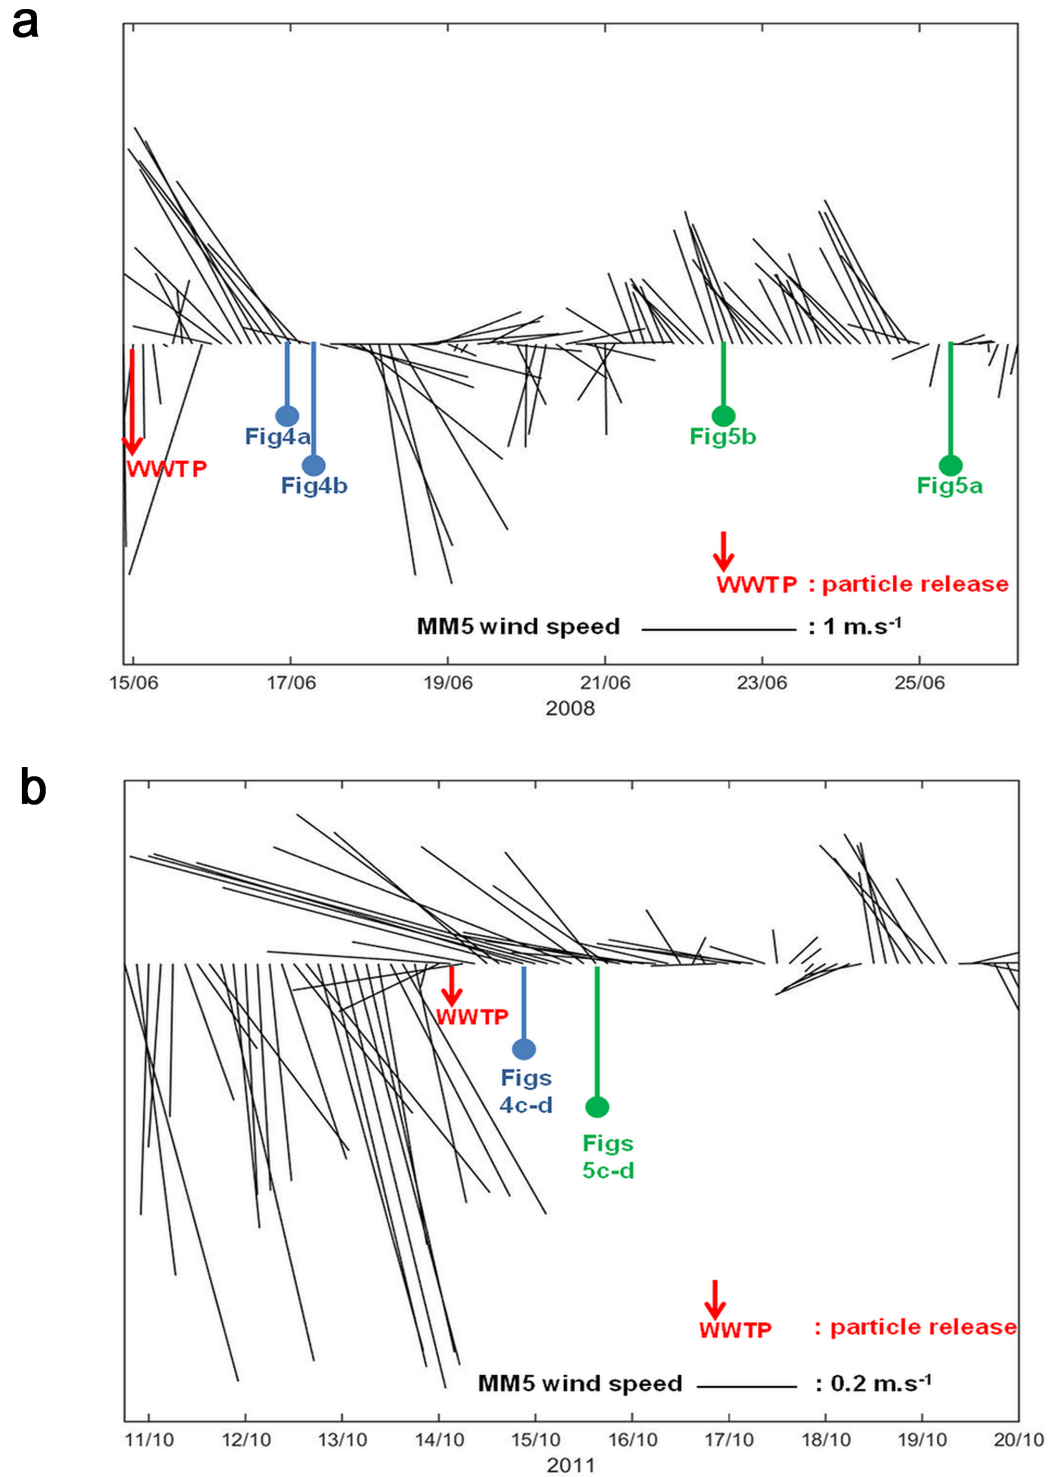 a
Fig4a
Fig5b
WWTP
Fig4b
Fig5a
WWTP : particle release
MM5 wind speed : 1 m.s-1
15/06 17/06 19/06 21/06 23/06 25/06
2008
b
WWTP
Figs
4c-d
Figs
5c-d
WWTP : particle release
MM5 wind speed : 0.2 m.s-1
11/10 12/10 13/10 14/10 15/10 16/10 17/10 18/10 19/10 20/10
2011